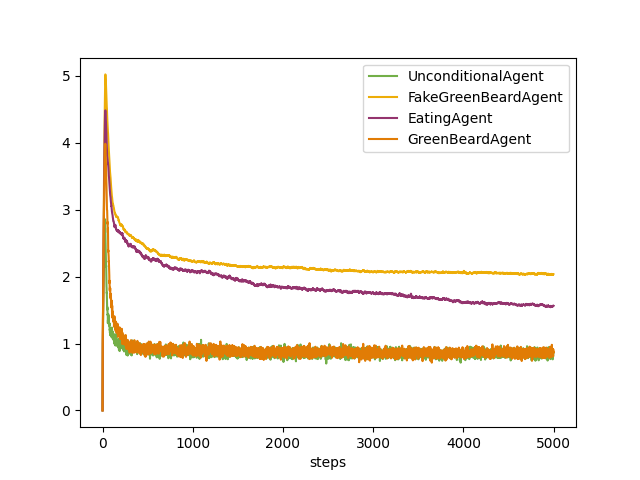 UnconditionalAgent
FakeGreenBeardAgent
EatingAgent
GreenBeardAgent
5
4
3
2
1
0
0 1000 2000 3000 4000 5000
steps